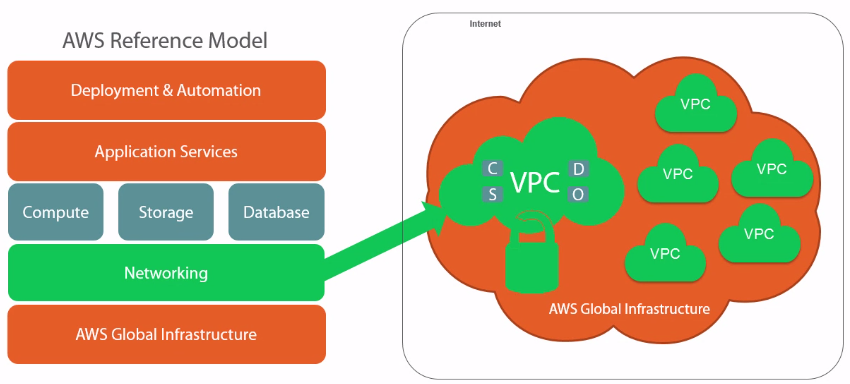 AWS Reference Model
Deployment & Automation
Application Services
Compute
Storage
Database
Networking
AWS Global Infrastructure
Internet
VPC
C
D
VPC
S
O
VPC
VPC
VPC
VPC
AWS Global Infrastructure